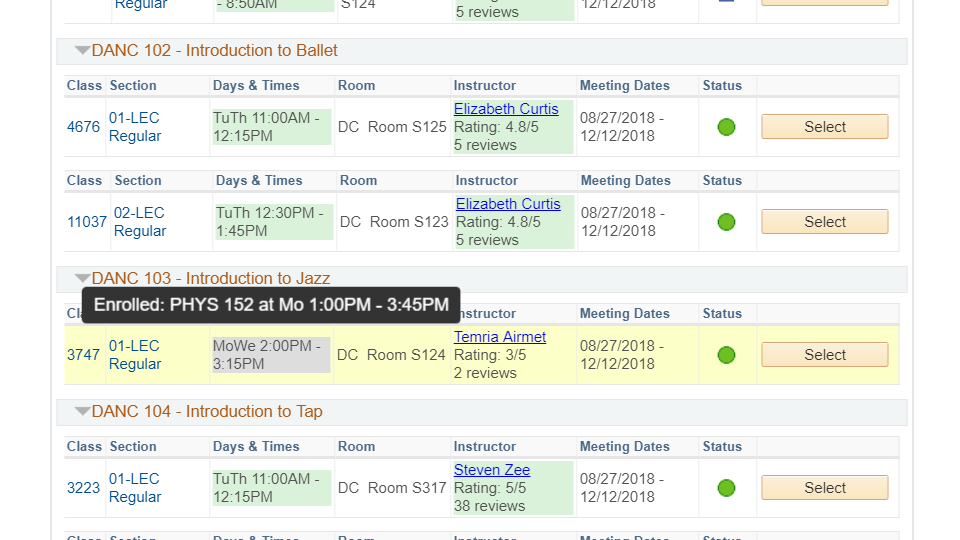 Regular - 8:50AM S124 5 reviews 12/12/2018
DANC 102 - Introduction to Ballet
Class Section Days & Times Room Instructor Meeting Dates Status
4676 01-LEC Regular TuTh 11:00AM - 12:15PM DC Room S125 Elizabeth Curtis Rating: 4.8/5 5 reviews 08/27/2018 - 12/12/2018 Select
Class Section Days & Times Room Instructor Meeting Dates Status
11037 02-LEC Regular TuTh 12:30PM - 1:45PM DC Room S123 Elizabeth Curtis Rating: 4.8/5 5 reviews 08/27/2018 - 12/12/2018 Select
DANC 103 - Introduction to Jazz
Enrolled: PHYS 152 at Mo 1:00PM - 3:45PM
Meeting Dates Status
3747 01-LEC Regular MoWe 2:00PM - 3:15PM DC Room S124 Temria Airmet Rating: 3/5 2 reviews 08/27/2018 - 12/12/2018 Select
DANC 104 - Introduction to Tap
Class Section Days & Times Room Instructor Meeting Dates Status
3223 01-LEC Regular TuTh 11:00AM - 12:15PM DC Room S317 Steven Zee Rating: 5/5 38 reviews 08/27/2018 - 12/12/2018 Select
Class Section Days & Times Room Instructor Meeting Dates Status